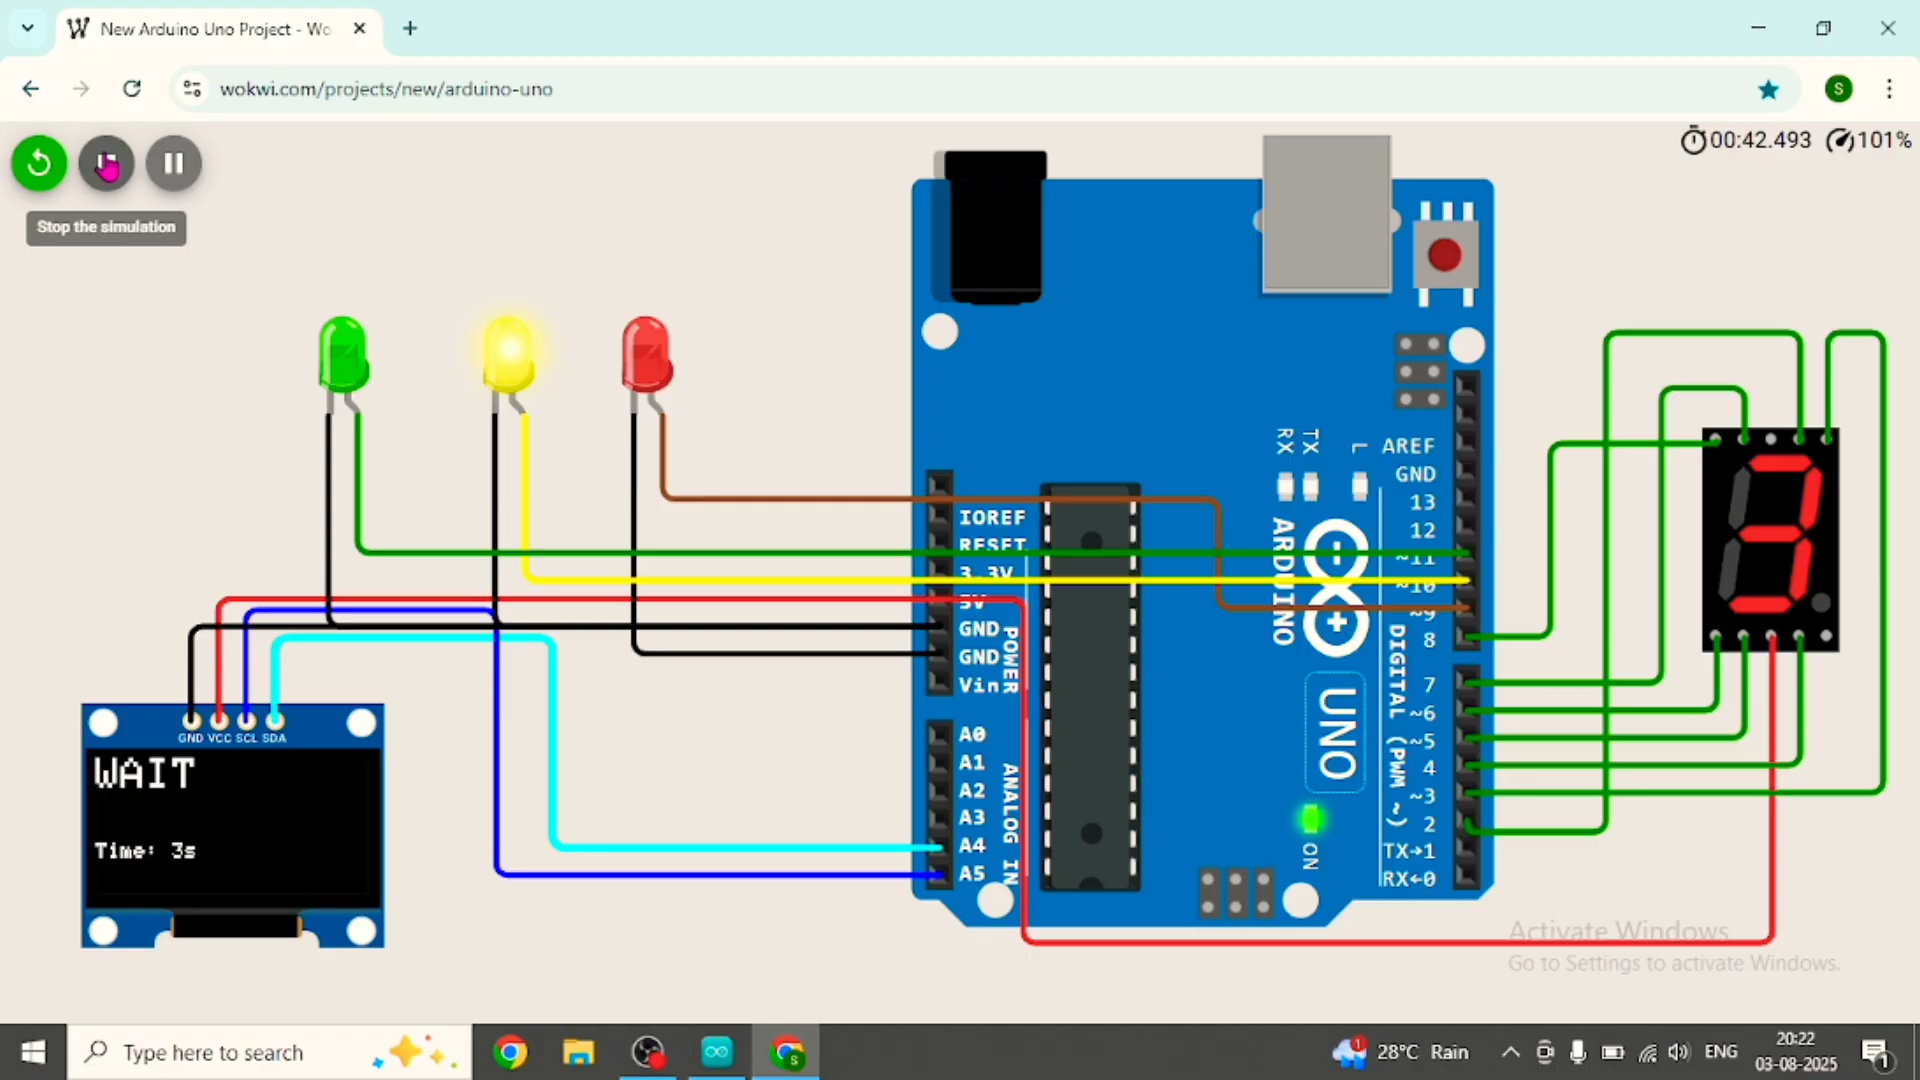 New Arduino Uno Project - Wo
wokwi.com/projects/new/arduino-uno
S
00:42.493 101%
Stop the simulation
RX TX L AREF
GND
13
12
~11
~10
~9
8
7
~6
~5
4
~3
2
TX→1
RX←0
DIGITAL (PWM ~)
ARDUINO
UNO
ON
IOREF
RESET
3.3V
5V
GND
GND
Vin
POWER
A0
A1
A2
A3
A4
A5
ANALOG IN
3
GND VCC SCL SDA
WAIT
Time: 3s
Activate Windows
Go to Settings to activate Windows.
Type here to search
S
1
28°C Rain
ENG
20:22
03-08-2025
1